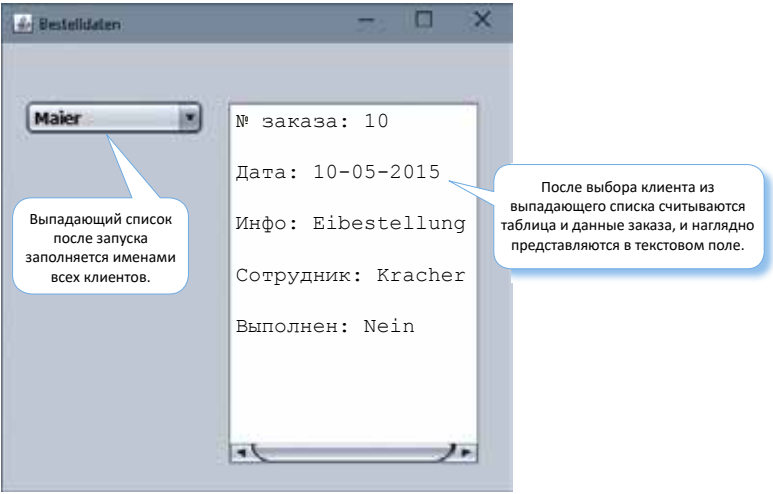 Bestelldaten
Maier
№ заказа: 10
Дата: 10-05-2015
Инфо: Eibestellung
Сотрудник: Kracher
Выполнен: Nein
Выпадающий список
после запуска
заполняется именами
всех клиентов.
После выбора клиента из
выпадающего списка считываются
таблица и данные заказа, и наглядно
представляются в текстовом поле.